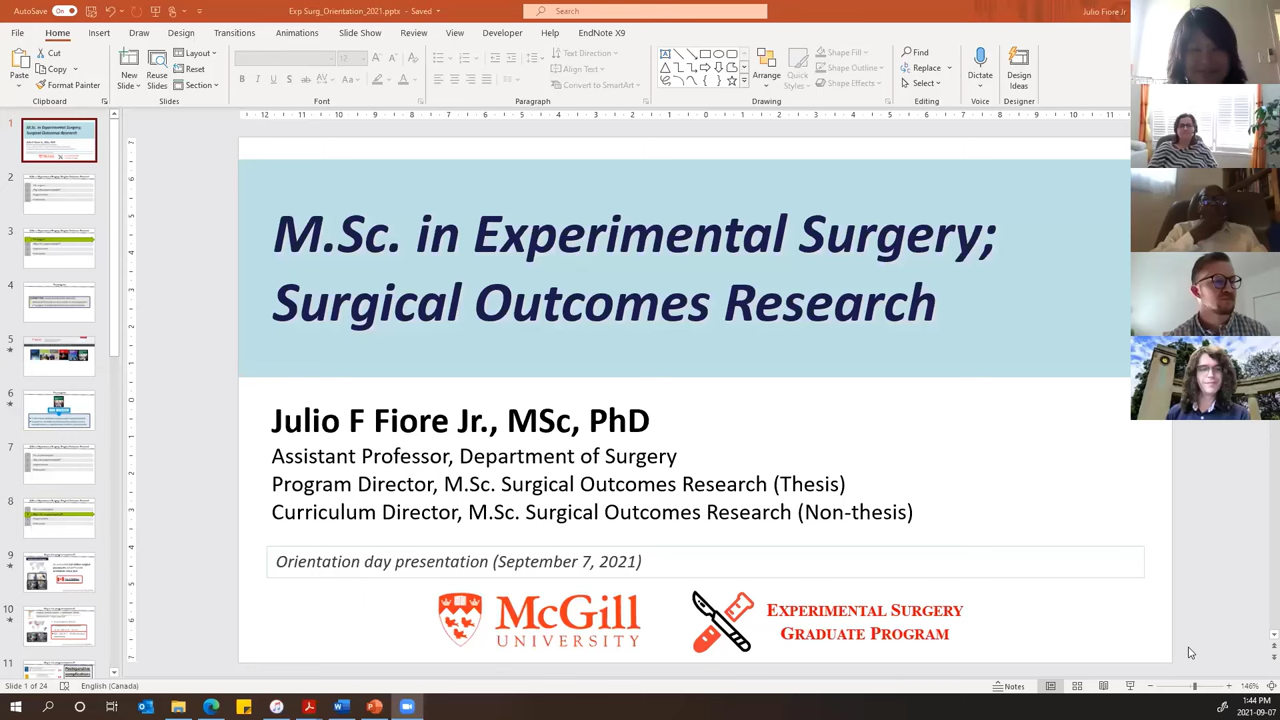 AutoSave
On
Exp Surg_Orientation_2021.pptx - Saved
Search
Julio Fiore Jr
File Home Insert Draw Design Transitions Animations Slide Show Review View Developer Help EndNote X9
Paste
Cut
Copy
Format Painter
Clipboard
New
Slide
Reuse
Slides
Layout
Reset
Section
Slides
Font
Text Direction
Align Text
Convert to SmartArt
Paragraph
Arrange
Quick
Styles
Shape Fill
Shape Outline
Shape Effects
Drawing
Find
Replace
Select
Editing
Dictate
Voice
Design
Ideas
Designer
M.Sc. in Experimental Surgery;
Surgical Outcomes Research
Julio F Fiore Jr., MSc, PhD
Assistant Professor, Department of Surgery
Program Director, M.Sc. Surgical Outcomes Research (Thesis)
Curriculum Director, M.Sc. Surgical Outcomes Research (Non-thesis)
Orientation day presentation (September 7, 2021)
McGill
UNIVERSITY
EXPERIMENTAL SURGERY
GRADUATE PROGRAM
Slide 1 of 24
English (Canada)
Notes
146%
1:44 PM
2021-09-07